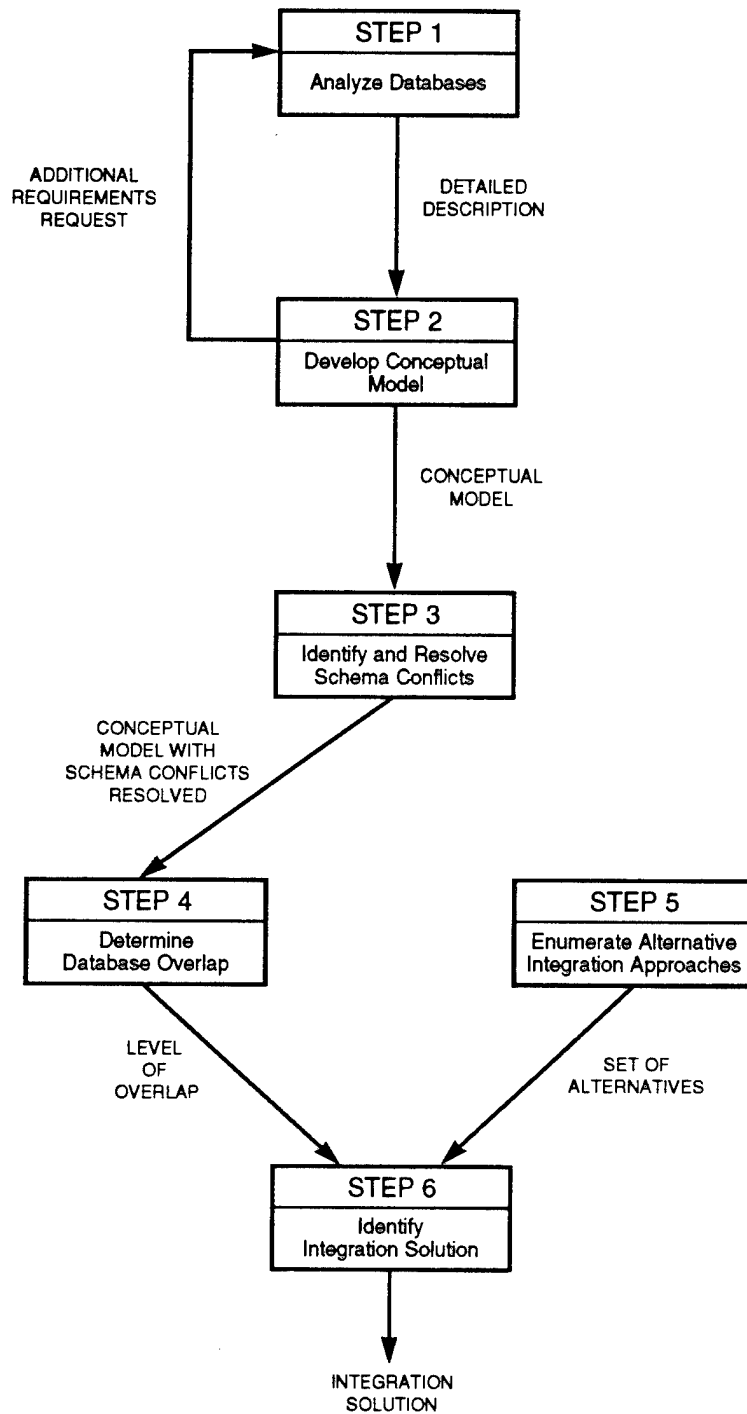 STEP 1
Analyze Databases
ADDITIONAL
REQUIREMENTS
REQUEST
DETAILED
DESCRIPTION
STEP 2
Develop Conceptual
Model
CONCEPTUAL
MODEL
STEP 3
Identify and Resolve
Schema Conflicts
CONCEPTUAL
MODEL WITH
SCHEMA CONFLICTS
RESOLVED
STEP 4
Determine
Database Overlap
STEP 5
Enumerate Alternative
Integration Approaches
LEVEL
OF
OVERLAP
SET OF
ALTERNATIVES
STEP 6
Identify
Integration Solution
INTEGRATION
SOLUTION